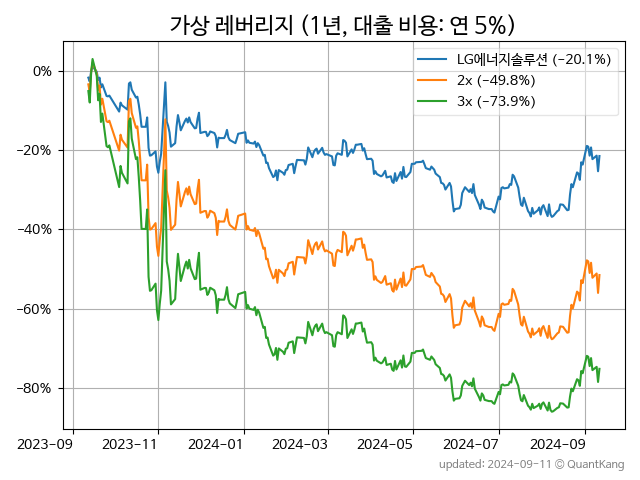 가상 레버리지 (1년, 대출 비용: 연 5%)
LG에너지솔루션 (−20.1%)
2x (−49.8%)
3x (−73.9%)
0%
−20%
−40%
−60%
−80%
2023-09 2023-11 2024-01 2024-03 2024-05 2024-07 2024-09
updated: 2024-09-11 © QuantKang